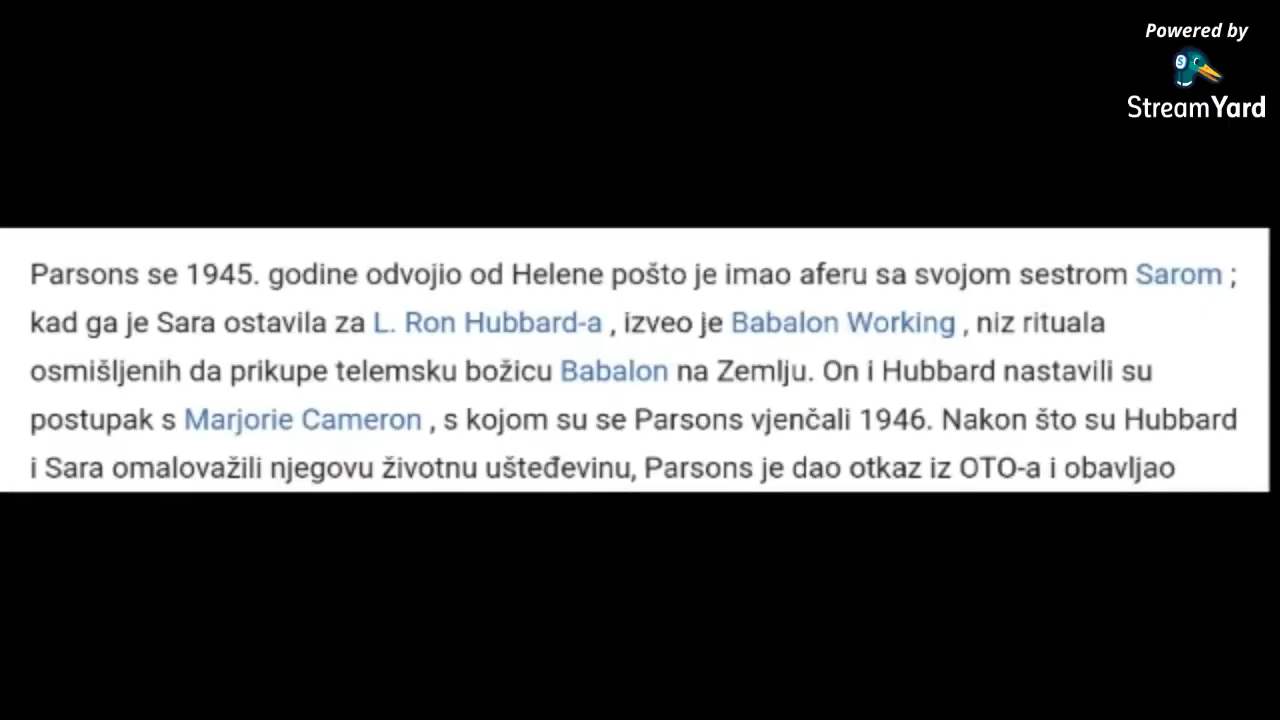 Powered by
StreamYard
Parsons se 1945. godine odvojio od Helene pošto je imao aferu sa svojom sestrom Sarom ;
kad ga je Sara ostavila za L. Ron Hubbard-a , izveo je Babalon Working , niz rituala
osmišljenih da prikupe telemsku božicu Babalon na Zemlju. On i Hubbard nastavili su
postupak s Marjorie Cameron , s kojom su se Parsons vjenčali 1946. Nakon što su Hubbard
i Sara omalovažili njegovu životnu ušteđevinu, Parsons je dao otkaz iz OTO-a i obavljao